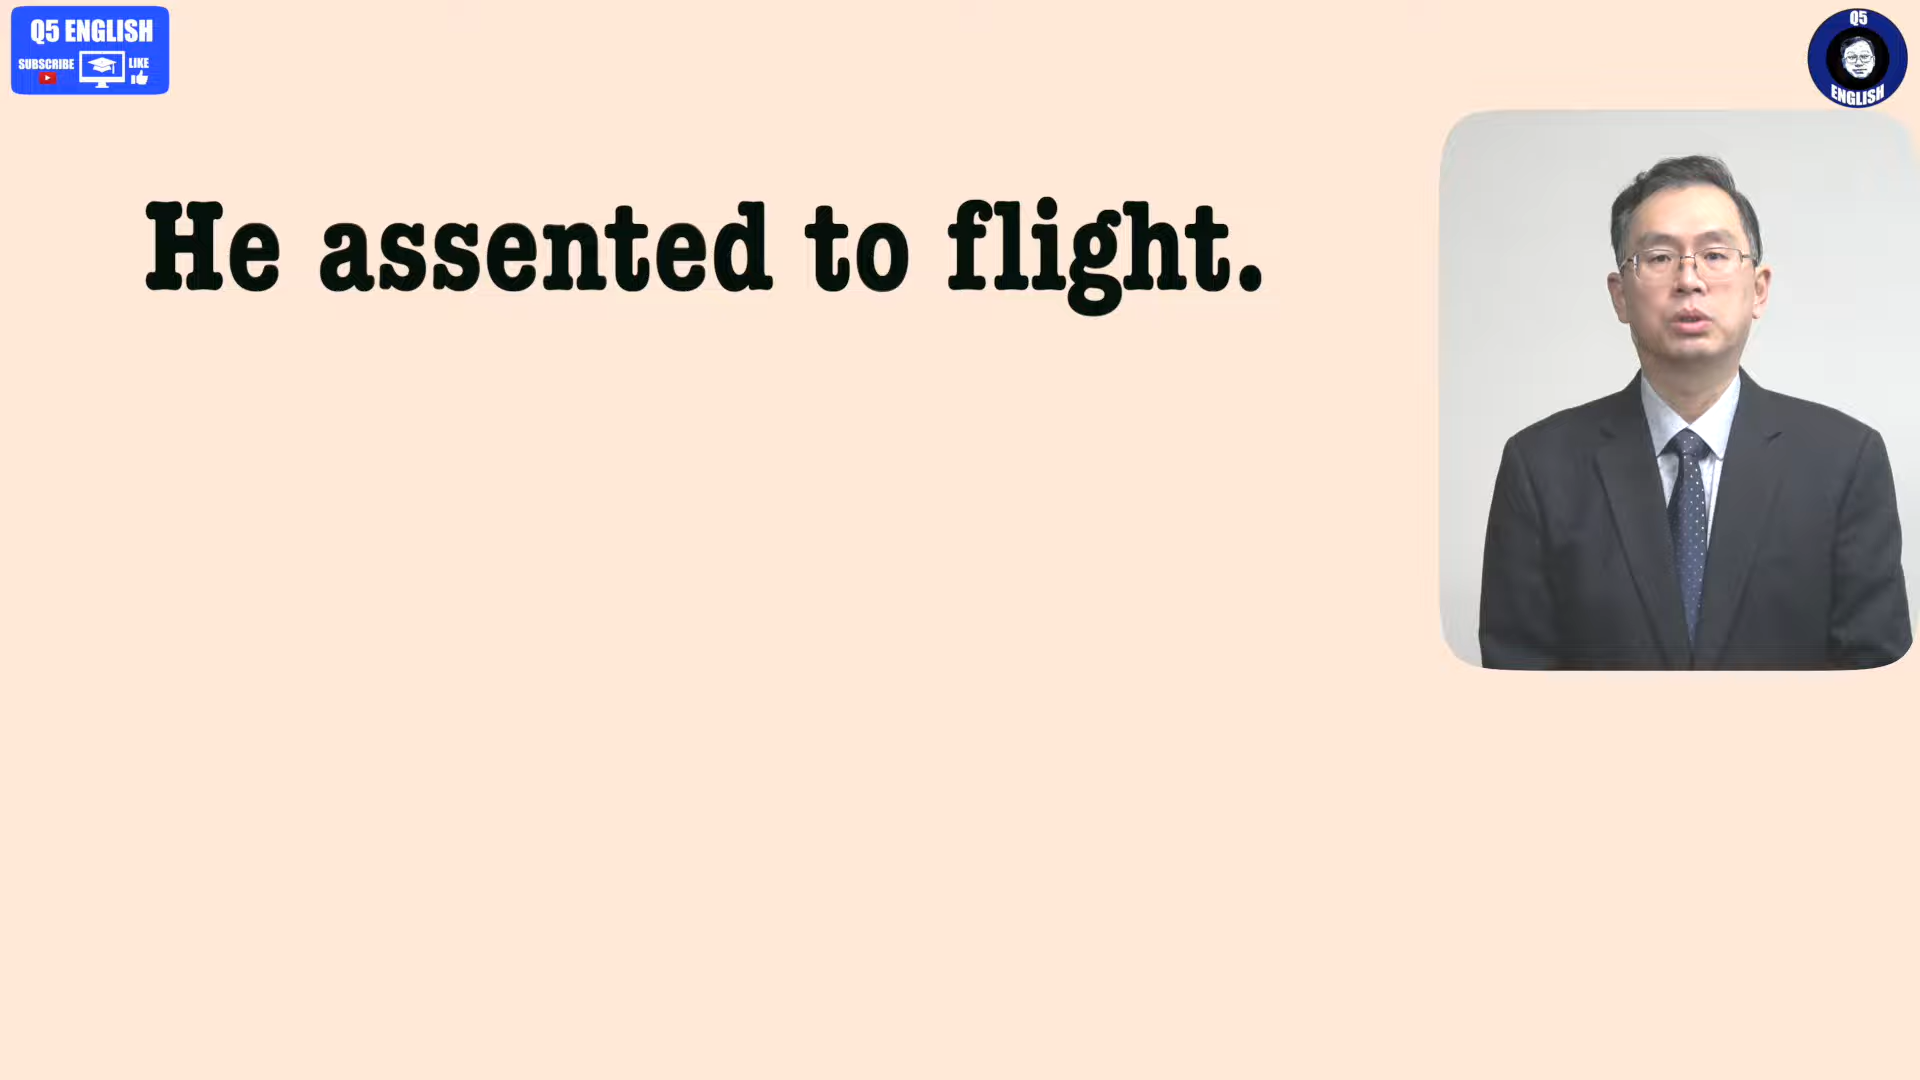 Q5 ENGLISH
SUBSCRIBE
LIKE
Q5
ENGLISH
He assented to flight.